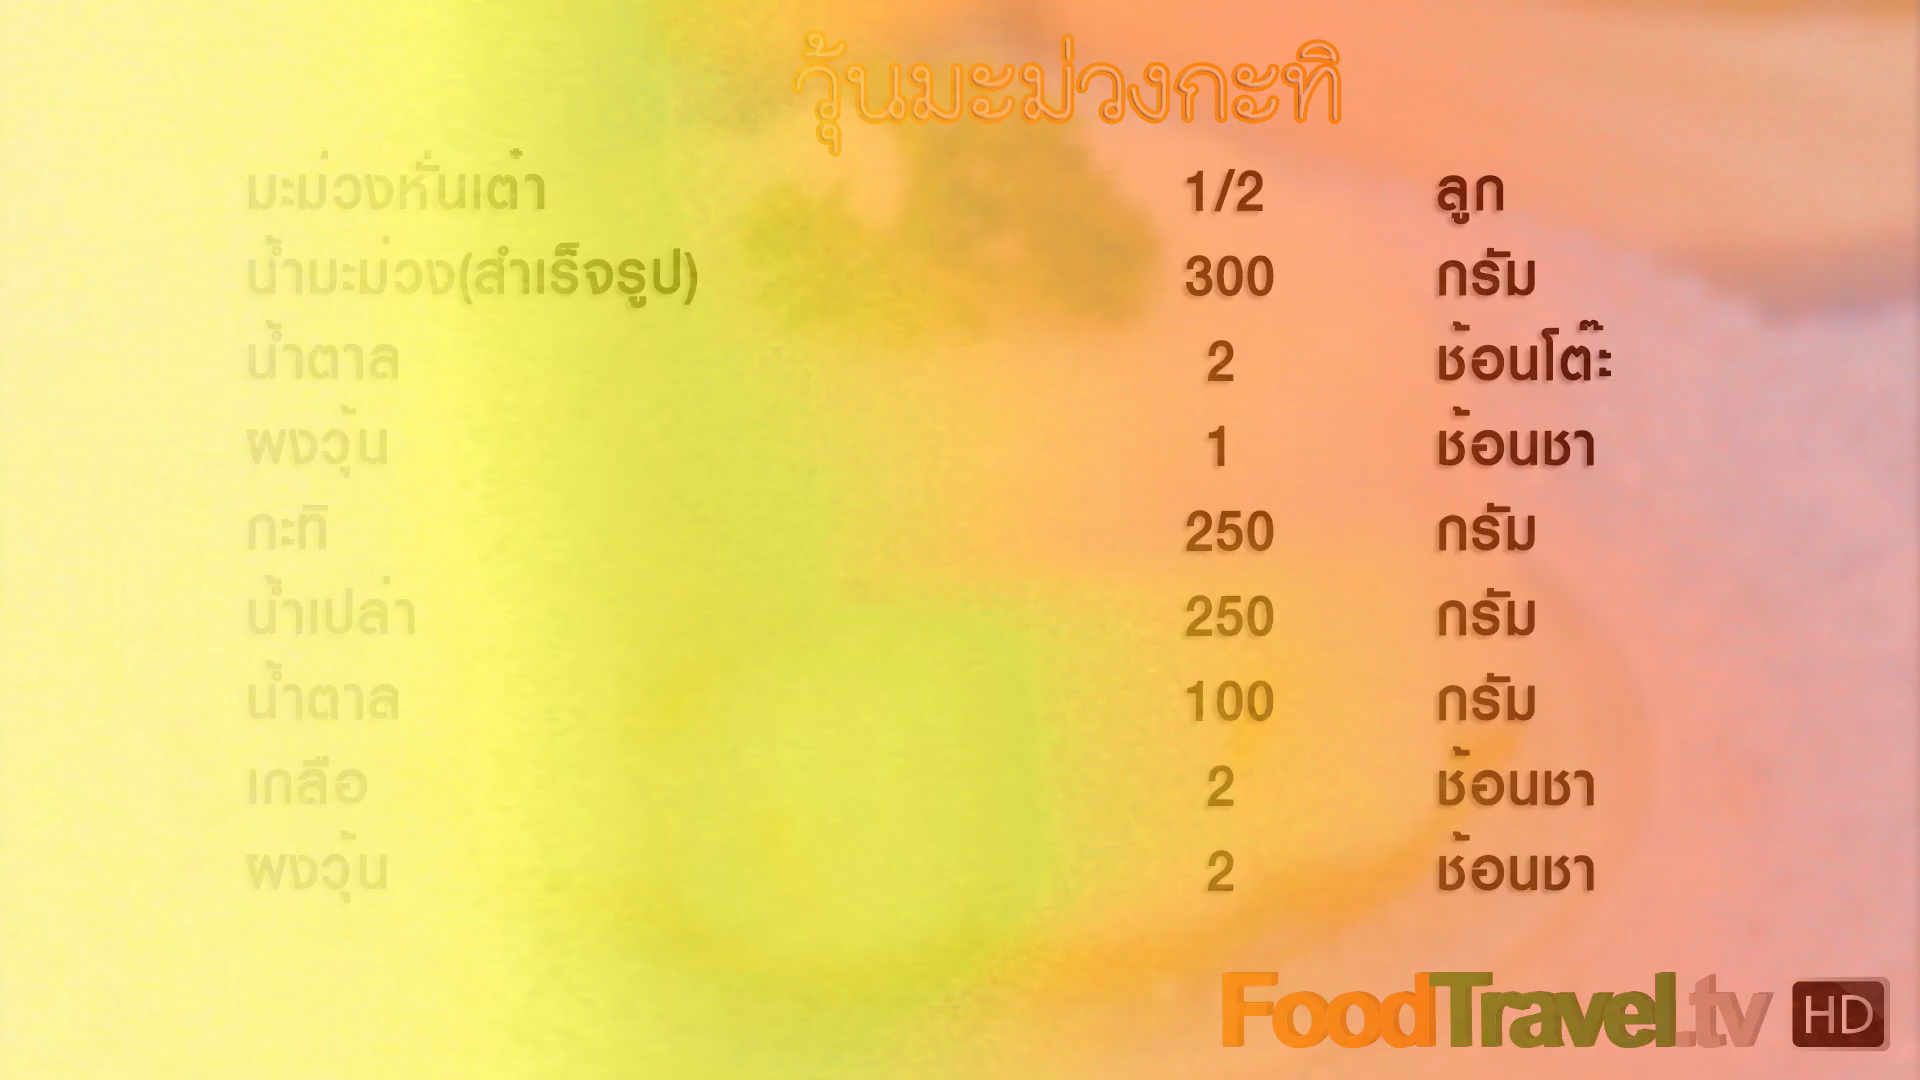 วุ้นมะม่วงกะทิ
มะม่วงหั่นเต๋า 1/2 ลูก
น้ำมะม่วง(สำเร็จรูป) 300 กรัม
น้ำตาล 2 ช้อนโต๊ะ
ผงวุ้น 1 ช้อนชา
กะทิ 250 กรัม
น้ำเปล่า 250 กรัม
น้ำตาล 100 กรัม
เกลือ 2 ช้อนชา
ผงวุ้น 2 ช้อนชา
FoodTravel.tv HD